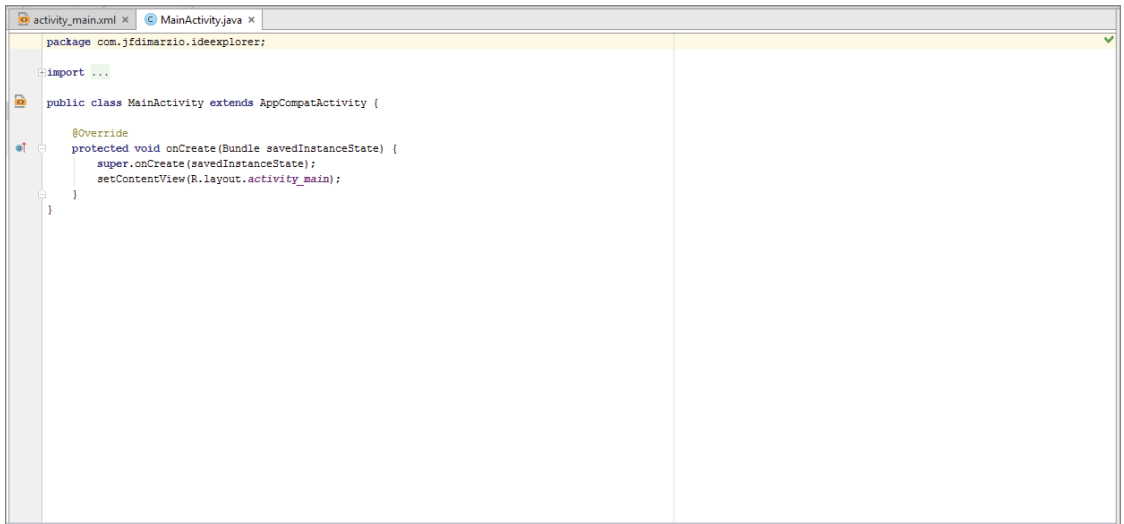 activity_main.xml × C MainActivity.java ×
package com.jfdimarzio.ideexplorer;
import ...
public class MainActivity extends AppCompatActivity {
@Override
protected void onCreate(Bundle savedInstanceState) {
super.onCreate(savedInstanceState);
setContentView(R.layout.activity_main);
}
}